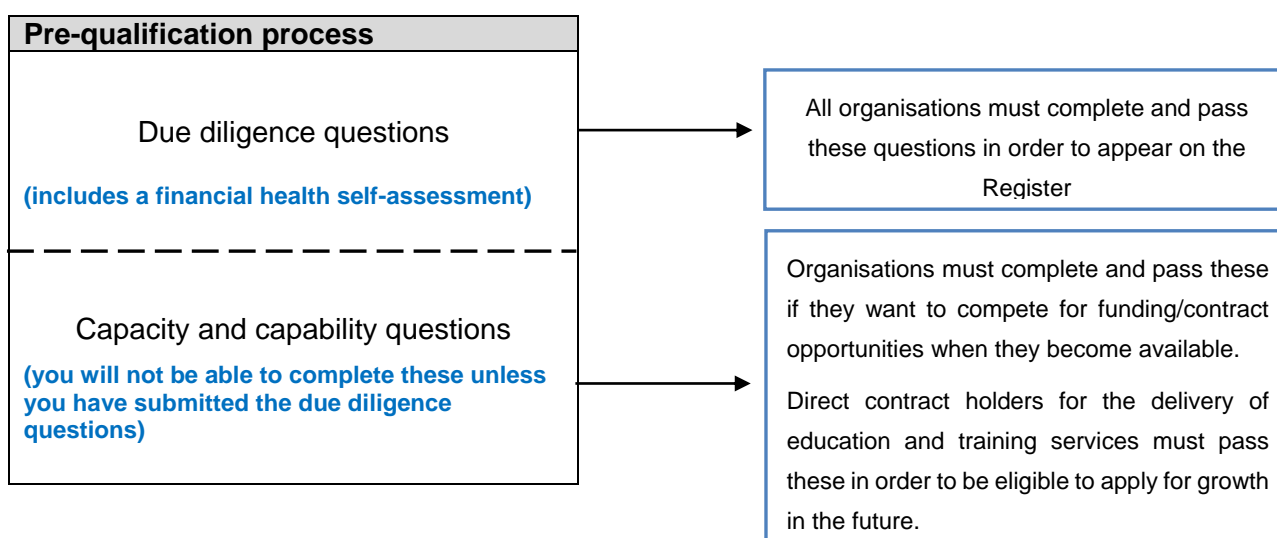 Pre-qualification process
Due diligence questions
(includes a financial health self-assessment)
All organisations must complete and pass
these questions in order to appear on the
Register
Capacity and capability questions
(you will not be able to complete these unless
you have submitted the due diligence
questions)
Organisations must complete and pass these
if they want to compete for funding/contract
opportunities when they become available.
Direct contract holders for the delivery of
education and training services must pass
these in order to be eligible to apply for growth
in the future.